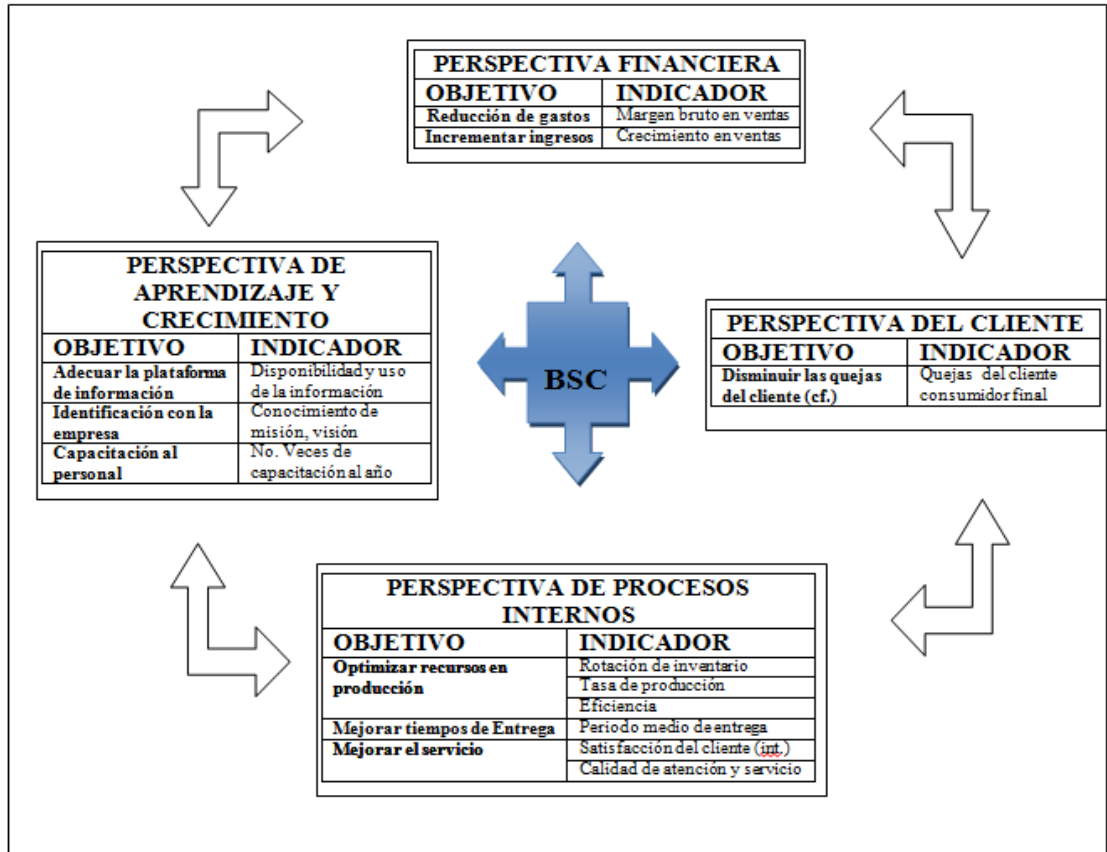 PERSPECTIVA FINANCIERA
OBJETIVO INDICADOR
Reducción de gastos Margen bruto en ventas
Incrementar ingresos Crecimiento en ventas
PERSPECTIVA DE
APRENDIZAJE Y
CRECIMIENTO
OBJETIVO INDICADOR
Adecuar la plataforma Disponibilidad y uso
de información de la información
Identificación con la Conocimiento de
empresa misión, visión
Capacitación al No. Veces de
personal capacitación al año
BSC
PERSPECTIVA DEL CLIENTE
OBJETIVO INDICADOR
Disminuir las quejas Quejas del cliente
del cliente (cf.) consumidor final
PERSPECTIVA DE PROCESOS
INTERNOS
OBJETIVO INDICADOR
Optimizar recursos en Rotación de inventario
producción Tasa de producción
Eficiencia
Mejorar tiempos de Entrega Periodo medio de entrega
Mejorar el servicio Satisfacción del cliente (int.)
Calidad de atención y servicio